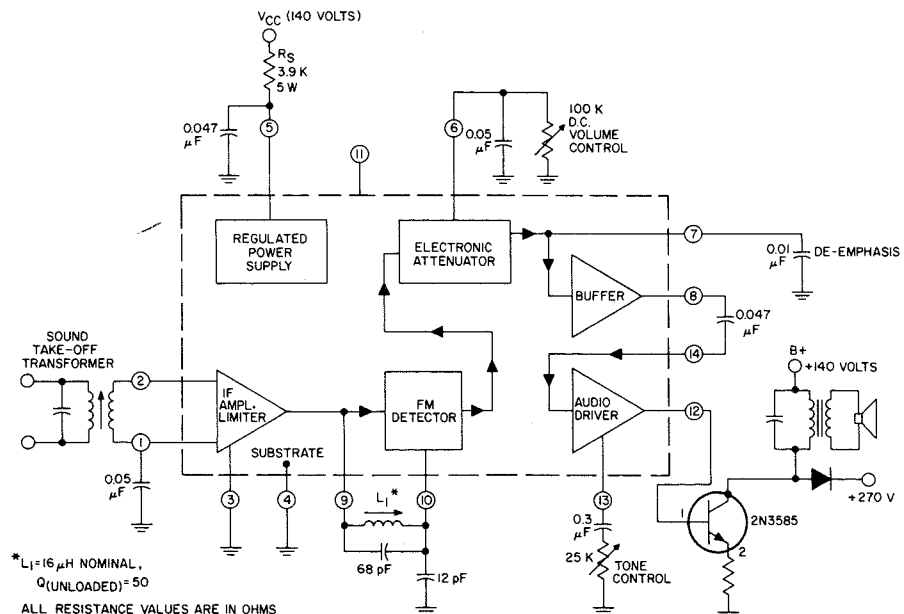 VCC (140 VOLTS)
RS
3.9 K
5 W
0.047
μF
5
11
6
0.05
μF
100 K
D.C.
VOLUME
CONTROL
REGULATED
POWER
SUPPLY
ELECTRONIC
ATTENUATOR
7
0.01
μF
DE-EMPHASIS
BUFFER
8
0.047
μF
SOUND
TAKE-OFF
TRANSFORMER
2
1
0.05
μF
IF
AMPL.
LIMITER
FM
DETECTOR
14
AUDIO
DRIVER
12
B+
+140 VOLTS
SUBSTRATE
3
4
9
10
13
L1*
68 pF
12 pF
0.3
μF
25 K
TONE
CONTROL
1
2N3585
2
+270 V
*L1=16 μH NOMINAL,
Q(UNLOADED)=50
ALL RESISTANCE VALUES ARE IN OHMS